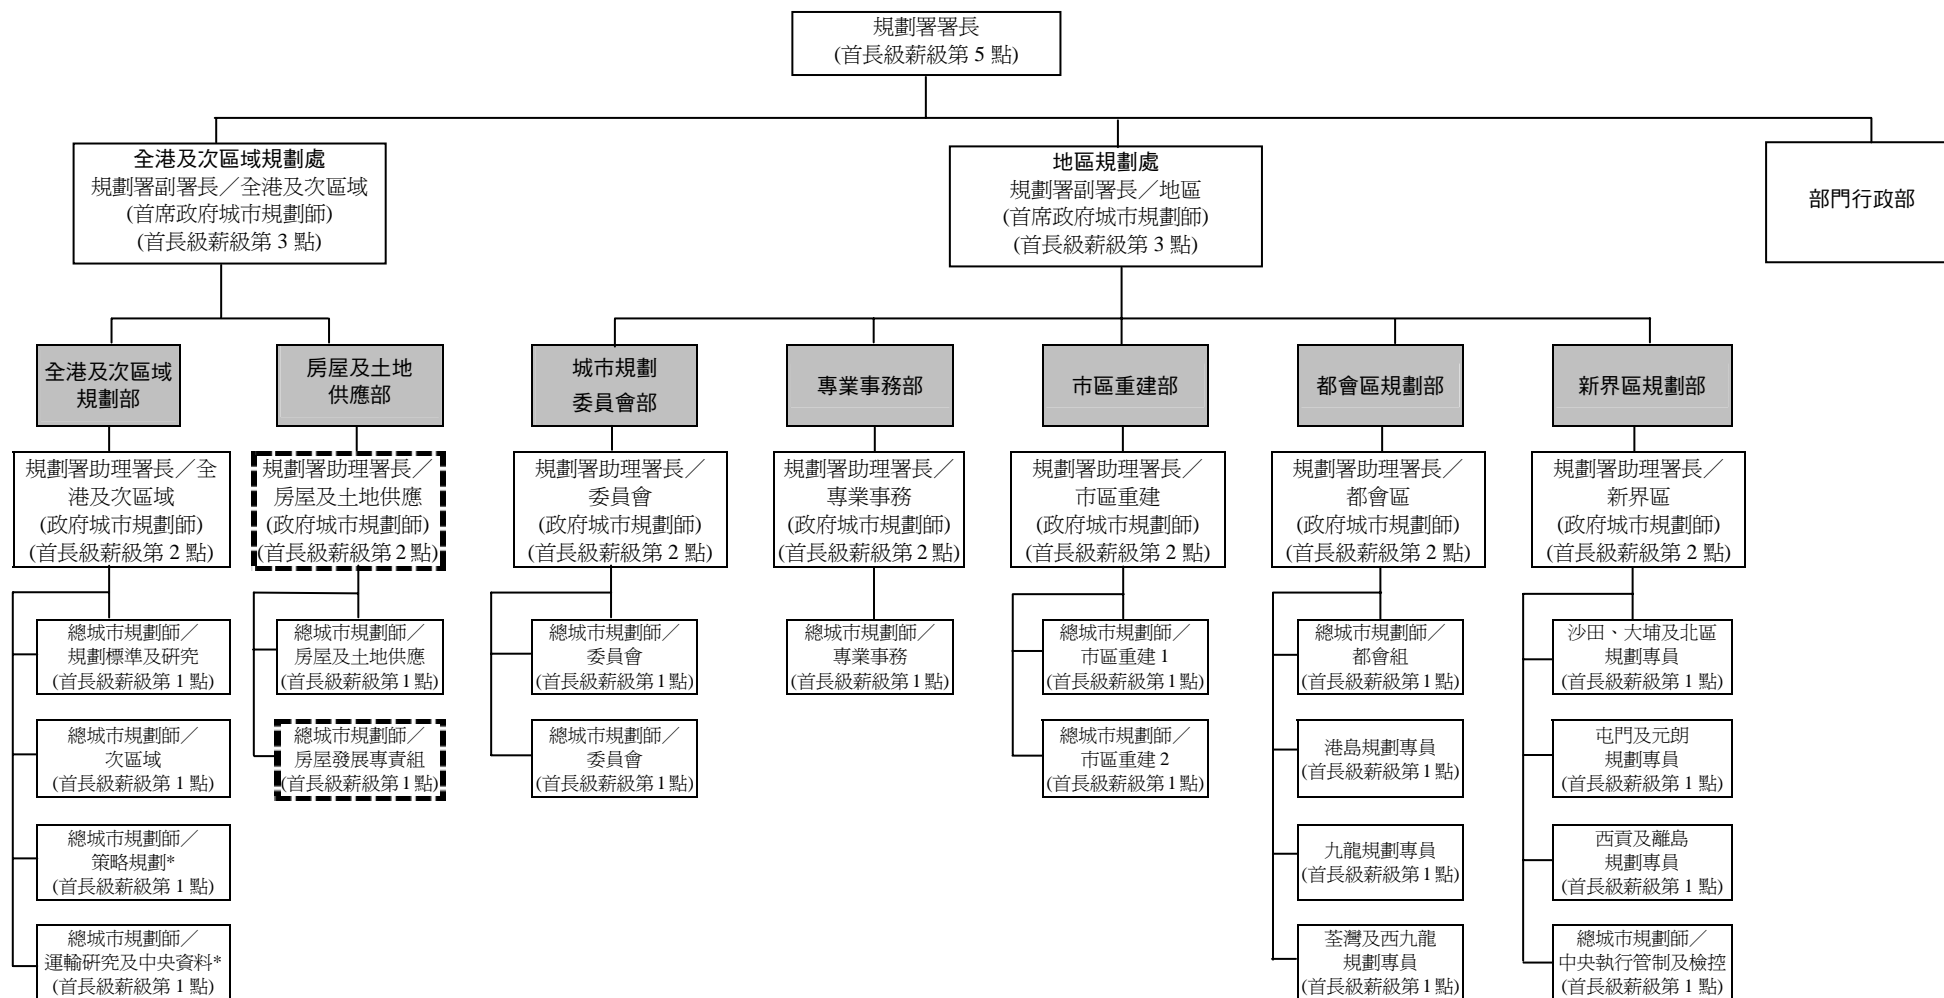 規劃署署長
(首長級薪級第 5 點)
全港及次區域規劃處
規劃署副署長／全港及次區域
(首席政府城市規劃師)
(首長級薪級第 3 點)
地區規劃處
規劃署副署長／地區
(首席政府城市規劃師)
(首長級薪級第 3 點)
部門行政部
全港及次區域
規劃部
房屋及土地
供應部
城市規劃
委員會部
專業事務部
市區重建部
都會區規劃部
新界區規劃部
規劃署助理署長／全
港及次區域
(政府城市規劃師)
(首長級薪級第 2 點)
規劃署助理署長／
房屋及土地供應
(政府城市規劃師)
(首長級薪級第 2 點)
規劃署助理署長／
委員會
(政府城市規劃師)
(首長級薪級第 2 點)
規劃署助理署長／
專業事務
(政府城市規劃師)
(首長級薪級第 2 點)
規劃署助理署長／
市區重建
(政府城市規劃師)
(首長級薪級第 2 點)
規劃署助理署長／
都會區
(政府城市規劃師)
(首長級薪級第 2 點)
規劃署助理署長／
新界區
(政府城市規劃師)
(首長級薪級第 2 點)
總城市規劃師／
規劃標準及研究
(首長級薪級第 1 點)
總城市規劃師／
房屋及土地供應
(首長級薪級第 1 點)
總城市規劃師／
委員會
(首長級薪級第 1 點)
總城市規劃師／
專業事務
(首長級薪級第 1 點)
總城市規劃師／
市區重建 1
(首長級薪級第 1 點)
總城市規劃師／
都會組
(首長級薪級第 1 點)
沙田、大埔及北區
規劃專員
(首長級薪級第 1 點)
總城市規劃師／
次區域
(首長級薪級第 1 點)
總城市規劃師／
房屋發展專責組
(首長級薪級第 1 點)
總城市規劃師／
委員會
(首長級薪級第 1 點)
總城市規劃師／
市區重建 2
(首長級薪級第 1 點)
港島規劃專員
(首長級薪級第 1 點)
屯門及元朗
規劃專員
(首長級薪級第 1 點)
總城市規劃師／
策略規劃*
(首長級薪級第 1 點)
九龍規劃專員
(首長級薪級第 1 點)
西貢及離島
規劃專員
(首長級薪級第 1 點)
總城市規劃師／
運輸研究及中央資料*
(首長級薪級第 1 點)
荃灣及西九龍
規劃專員
(首長級薪級第 1 點)
總城市規劃師／
中央執行管制及檢控
(首長級薪級第 1 點)